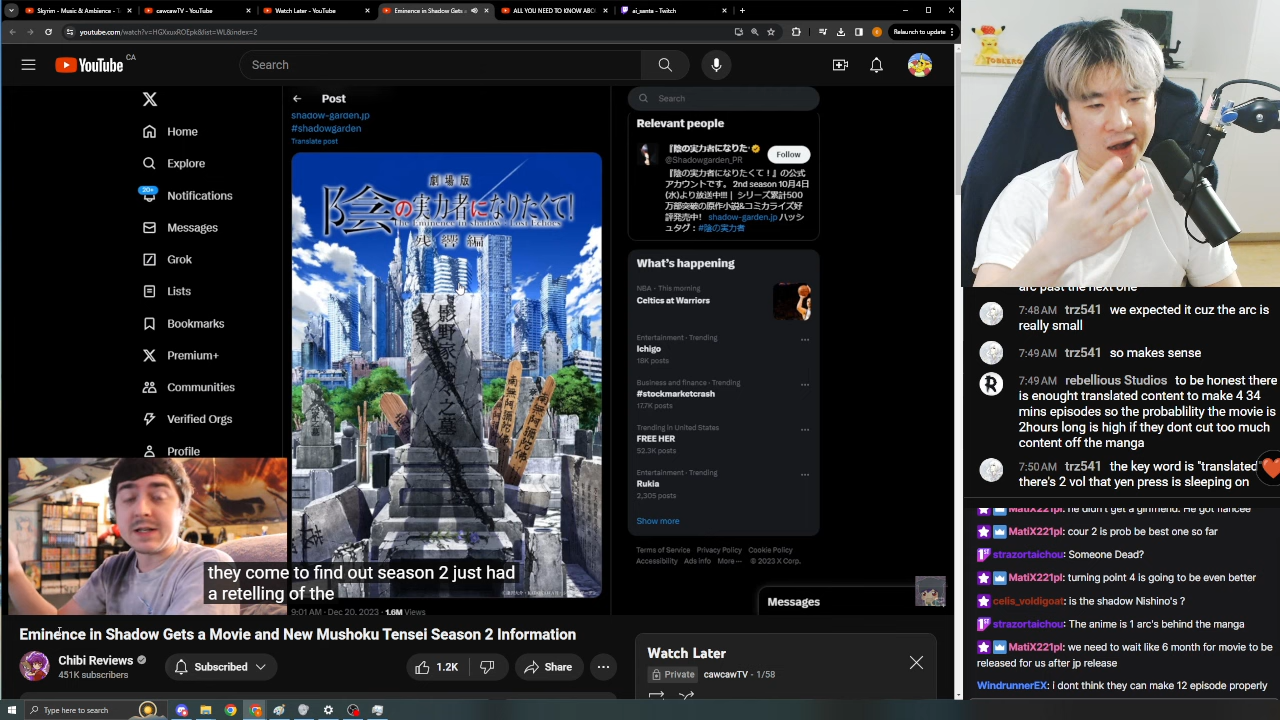 Skyrim - Music & Ambience - T
cawcawTV - YouTube
Watch Later - YouTube
Eminence in Shadow Gets a
ALL YOU NEED TO KNOW ABO
ai_senta - Twitch
youtube.com/watch?v=HGXxuxROEpk&list=WL&index=2
Relaunch to update
YouTube CA
Search
Post
shadow-garden.jp
#shadowgarden
Translate post
劇場版
陰の実力者になりたくて!
The Eminence in Shadow Lost Echoes
残響編
Home
Explore
20+
Notifications
Messages
Grok
Lists
Bookmarks
Premium+
Communities
Verified Orgs
Profile
Search
Relevant people
『陰の実力者になりた
@Shadowgarden_PR
Follow
『陰の実力者になりたくて!』の公式
アカウントです。 2nd season 10月4日
(水)より放送中!!!| シリーズ累計500
万部突破の原作小説&コミカライズ好
評発売中! shadow-garden.jp ハッシ
ュタグ:#陰の実力者
What's happening
NBA · This morning
Celtics at Warriors
Entertainment · Trending
Ichigo
18K posts
Business and finance · Trending
#stockmarketcrash
17.7K posts
Trending in United States
FREE HER
52.3K posts
Entertainment · Trending
Rukia
2,305 posts
Show more
Terms of Service Privacy Policy Cookie Policy
Accessibility Ads info More ··· © 2023 X Corp.
Messages
they come to find out season 2 just had
a retelling of the
9:01 AM · Dec 20, 2023 · 1.6M Views
Eminence in Shadow Gets a Movie and New Mushoku Tensei Season 2 Information
Chibi Reviews
451K subscribers
Subscribed
1.2K
Share
Watch Later
Private
cawcawTV - 1/58
Type here to search
TOBLERO
arc past the next one
7:48 AM trz541 we expected it cuz the arc is
really small
7:49 AM trz541 so makes sense
7:49 AM rebellious Studios to be honest there
is enought translated content to make 4 34
mins episodes so the probablility the movie is
2hours long is high if they dont cut too much
content off the manga
7:50 AM trz541 the key word is "translated
there's 2 vol that yen press is sleeping on
MatiX221pl: he didn't get a girlfriend. He got fiancee
MatiX221pl: cour 2 is prob be best one so far
strazortaichou: Someone Dead?
MatiX221pl: turning point 4 is going to be even better
celis_voldigoat: is the shadow Nishino's ?
strazortaichou: The anime is 1 arc's behind the manga
MatiX221pl: we need to wait like 6 month for movie to be
released for us after jp release
WindrunnerEX: i dont think they can make 12 episode properly